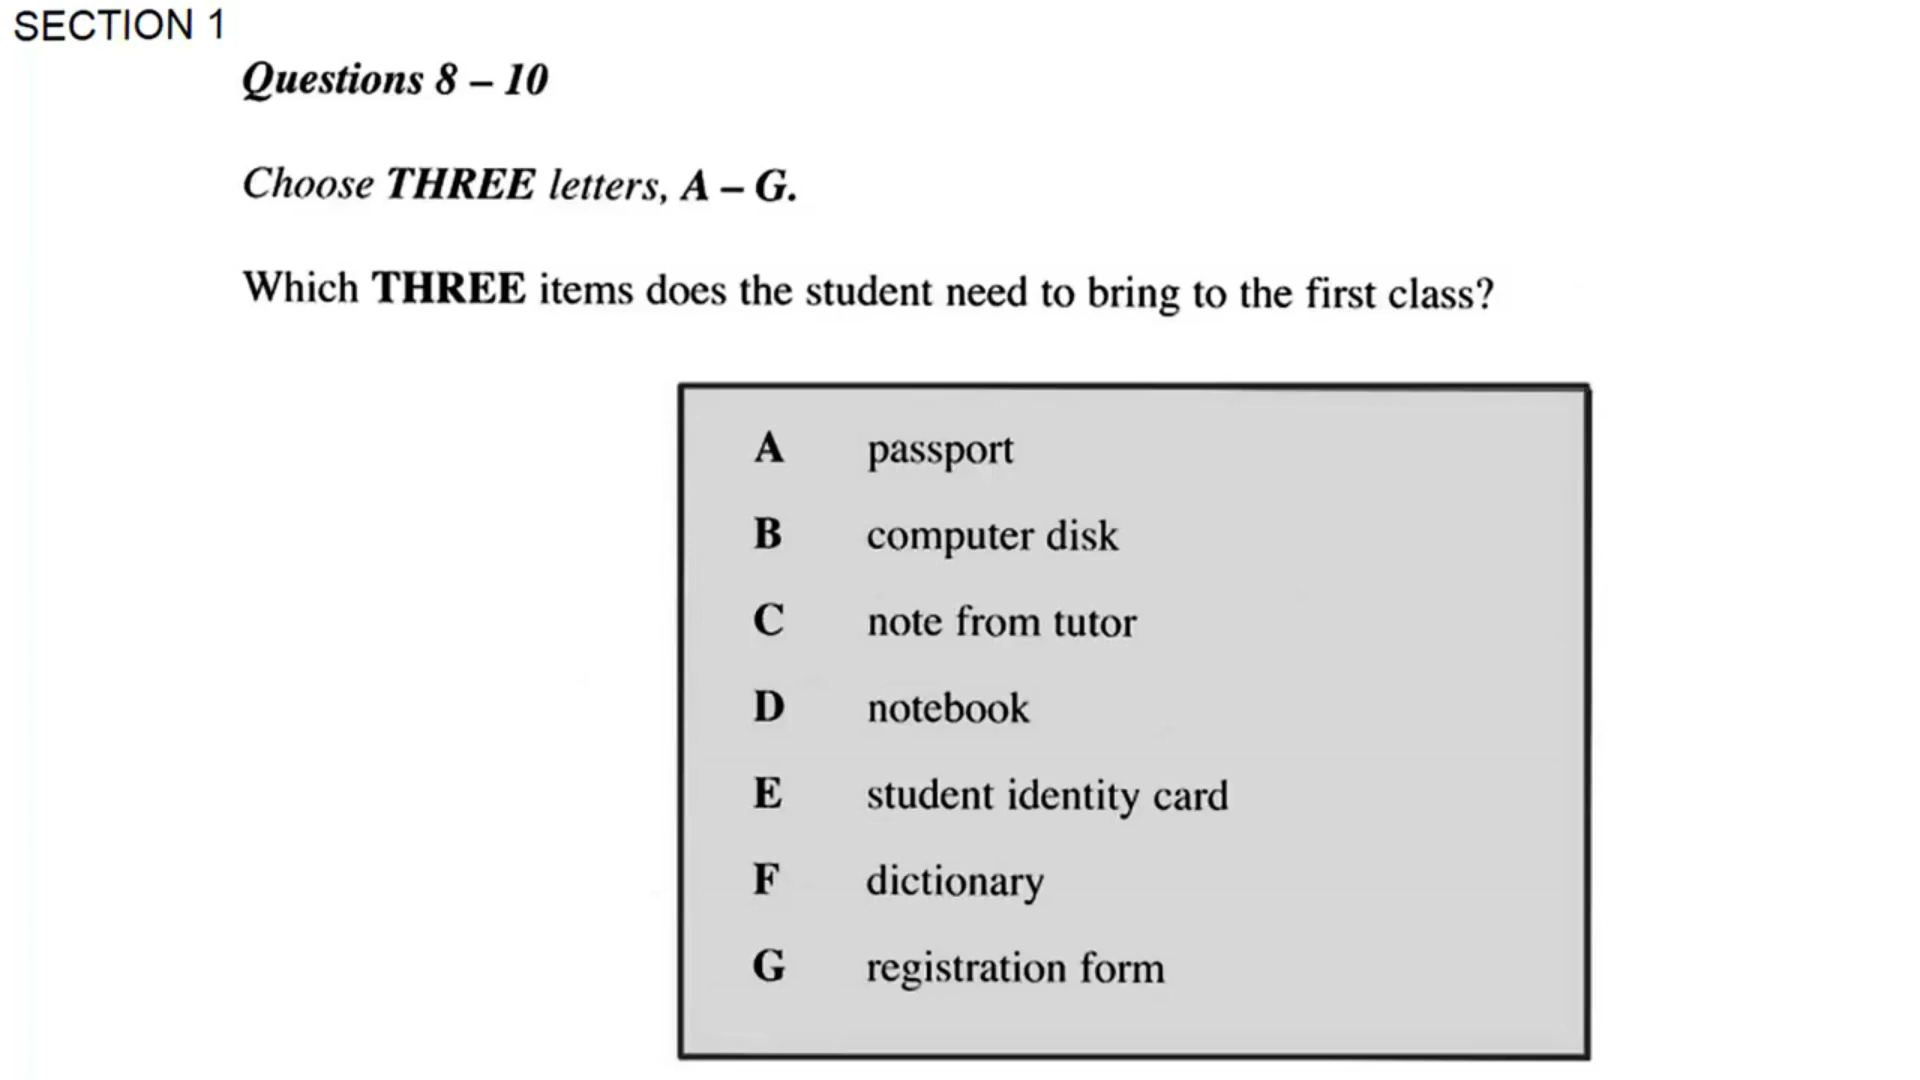 SECTION 1
Questions 8 – 10
Choose THREE letters, A – G.
Which THREE items does the student need to bring to the first class?
A passport
B computer disk
C note from tutor
D notebook
E student identity card
F dictionary
G registration form